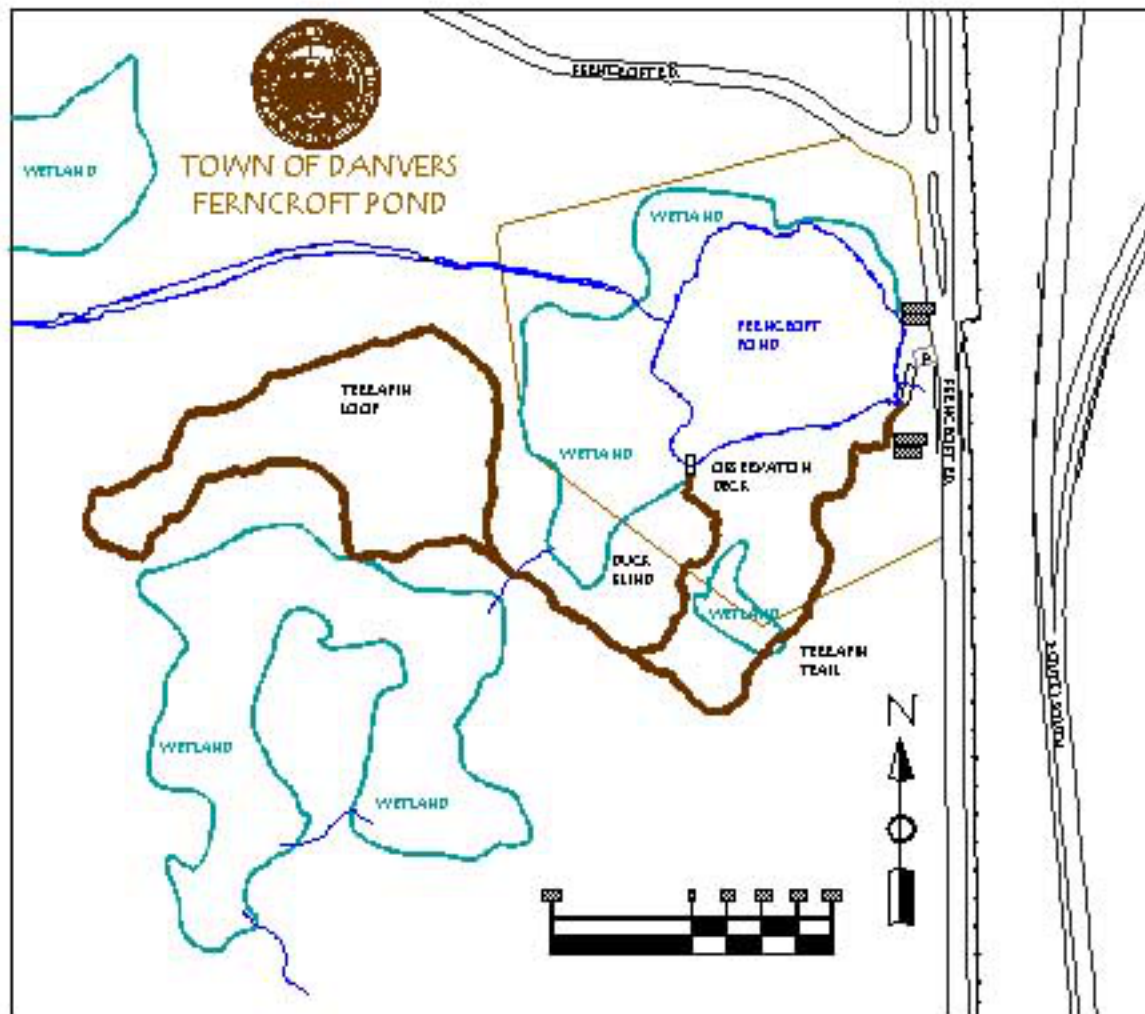 FERNCROFT RD.
TOWN OF DANVERS
FERNCROFT POND
WETLAND
WETLAND
FERNCROFT
POND
P
TERRAPIN
LOOP
FERNCROFT RD.
WETLAND
OBSERVATION
DECK
DUCK
BLIND
WETLAND
TERRAPIN
TRAIL
WETLAND
WETLAND
N
0